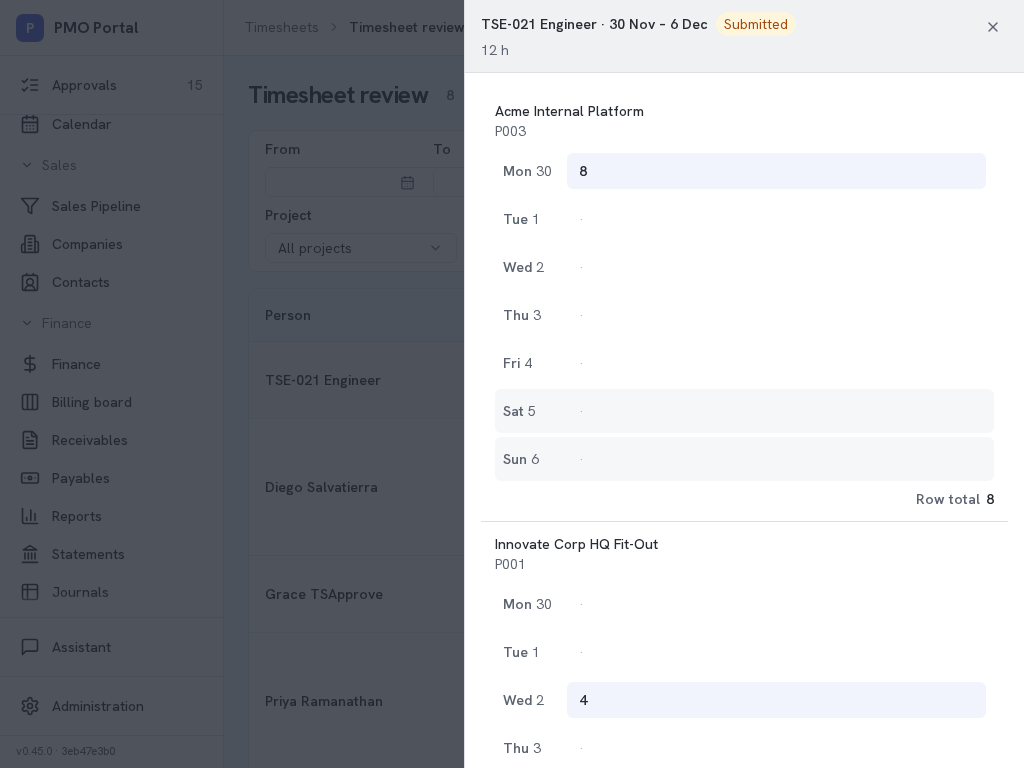 P PMO Portal
Approvals 15
Calendar
Sales
Sales Pipeline
Companies
Contacts
Finance
Finance
Billing board
Receivables
Payables
Reports
Statements
Journals
Assistant
Administration
v0.45.0 · 3eb47e3b0
Timesheets > Timesheet review
Timesheet review 8
From To
Project
All projects
Person
TSE-021 Engineer
Diego Salvatierra
Grace TSApprove
Priya Ramanathan
TSE-021 Engineer · 30 Nov – 6 Dec Submitted
12 h
Acme Internal Platform
P003
Mon 30 8
Tue 1 ·
Wed 2 ·
Thu 3 ·
Fri 4 ·
Sat 5 ·
Sun 6 ·
Row total 8
Innovate Corp HQ Fit-Out
P001
Mon 30 ·
Tue 1 ·
Wed 2 4
Thu 3 ·